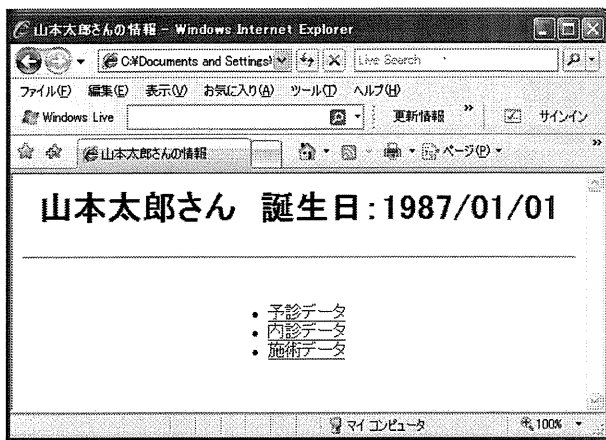 山本太郎さんの情報 - Windows Internet Explorer
C:¥Documents and Settings¥ Live Search
ファイル(F) 編集(E) 表示(V) お気に入り(A) ツール(T) ヘルプ(H)
Windows Live 更新情報 » サインイン
山本太郎さんの情報 ページ(P) »
山本太郎さん 誕生日:1987/01/01
• 予診データ
• 内診データ
• 施術データ
マイ コンピュータ 100%